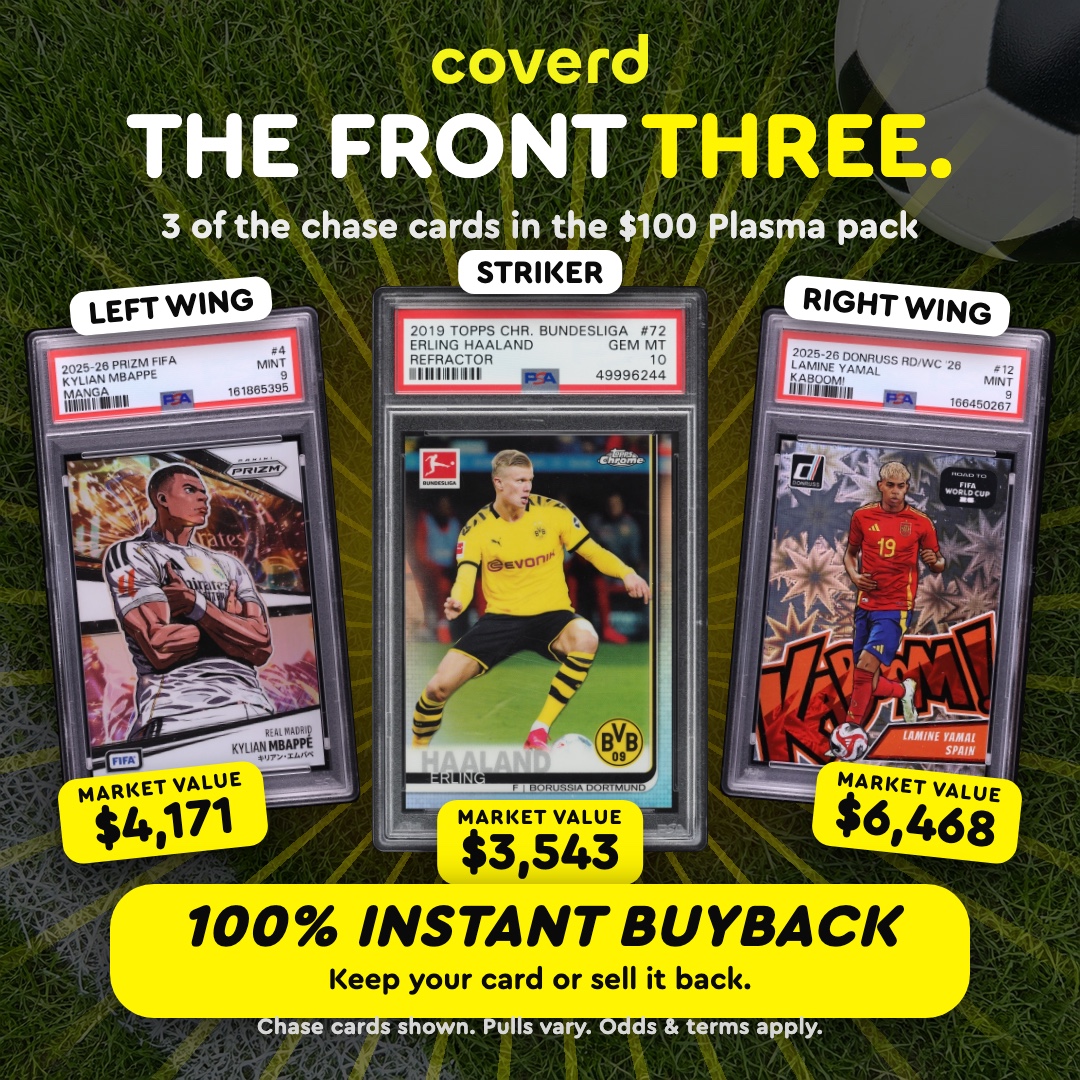 coverd
THE FRONT THREE.
3 of the chase cards in the $100 Plasma pack
LEFT WING
2025-26 PRIZM FIFA #4
KYLIAN MBAPPE MINT
MANGA 9
PSA 161865395
PANINI
PRIZM
REAL MADRID
KYLIAN MBAPPÉ
キリアン・エムバペ
FIFA
MARKET VALUE
$4,171
STRIKER
2019 TOPPS CHR. BUNDESLIGA #72
ERLING HAALAND GEM MT
REFRACTOR 10
PSA 49996244
BUNDESLIGA
Topps
Chrome
EVONIK
BVB
09
HAALAND
ERLING
F | BORUSSIA DORTMUND
MARKET VALUE
$3,543
RIGHT WING
2025-26 DONRUSS RD/WC '26 #12
LAMINE YAMAL MINT
KABOOM! 9
PSA 166450267
DONRUSS
ROAD TO
FIFA
WORLD CUP
26
19
KABOOM!
LAMINE YAMAL
SPAIN
MARKET VALUE
$6,468
100% INSTANT BUYBACK
Keep your card or sell it back.
Chase cards shown. Pulls vary. Odds & terms apply.